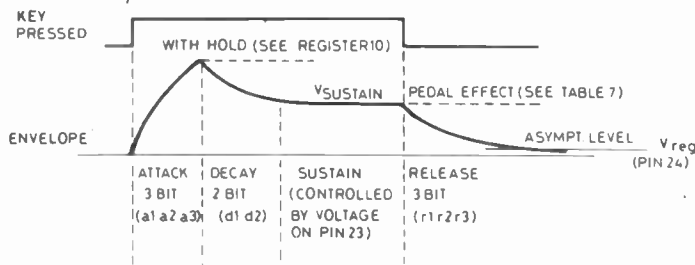 KEY
PRESSED
WITH HOLD (SEE REGISTER10)
VSUSTAIN
PEDAL EFFECT (SEE TABLE 7)
ENVELOPE
ASYMPT. LEVEL
Vreg
(PIN 24)
ATTACK
3 BIT
(a1 a2 a3)
DECAY
2 BIT
(d1 d2)
SUSTAIN
(CONTROLLED
BY VOLTAGE
ON PIN 23)
RELEASE
3 BIT
(r1 r2 r3)